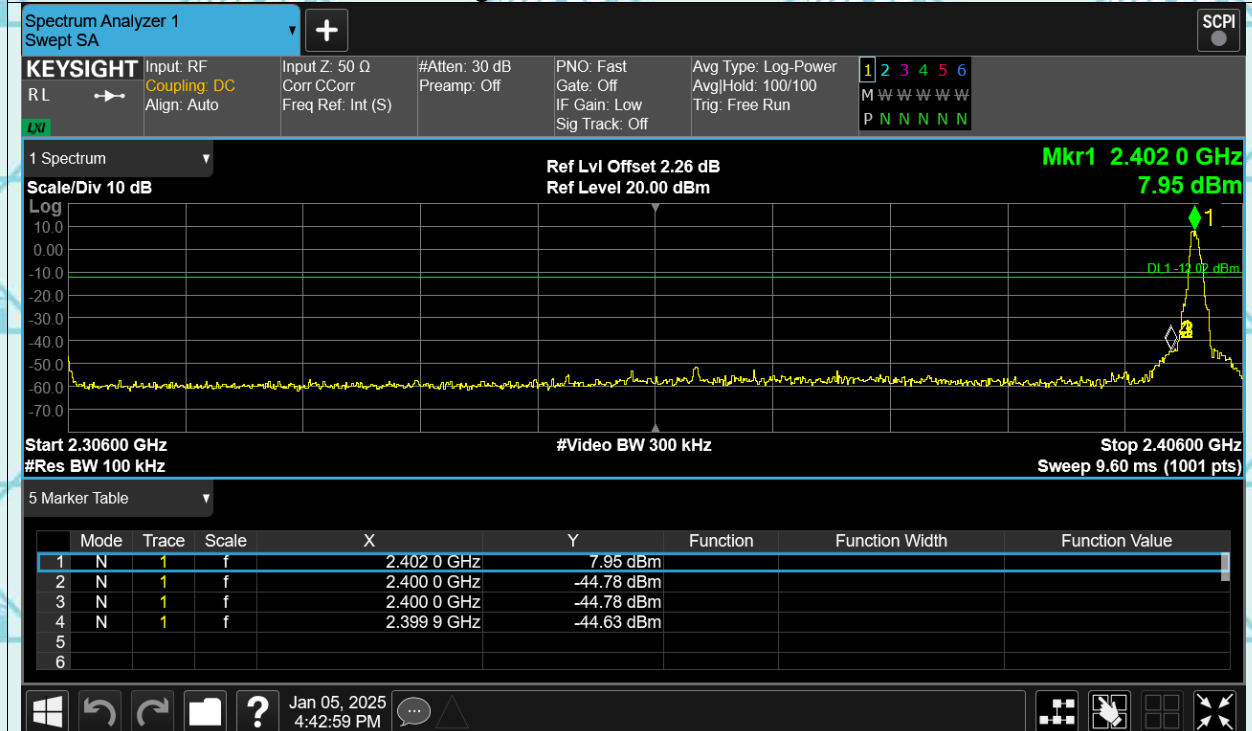 Spectrum Analyzer 1
Swept SA
+
SCPI
KEYSIGHT
RL
LXI
Input: RF
Coupling: DC
Align: Auto
Input Z: 50 Ω
Corr CCorr
Freq Ref: Int (S)
#Atten: 30 dB
Preamp: Off
PNO: Fast
Gate: Off
IF Gain: Low
Sig Track: Off
Avg Type: Log-Power
Avg|Hold: 100/100
Trig: Free Run
1 2 3 4 5 6
M W W W W W
P N N N N N N
1 Spectrum
Scale/Div 10 dB
Ref Lvl Offset 2.26 dB
Ref Level 20.00 dBm
Mkr1 2.402 0 GHz
7.95 dBm
Log
10.0
0.00
-10.0
-20.0
-30.0
-40.0
-50.0
-60.0
-70.0
1
DL1 -12.02 dBm
Start 2.30600 GHz
#Res BW 100 kHz
#Video BW 300 kHz
Stop 2.40600 GHz
Sweep 9.60 ms (1001 pts)
5 Marker Table
Mode Trace Scale X Y Function Function Width Function Value
1 N 1 f 2.402 0 GHz 7.95 dBm
2 N 1 f 2.400 0 GHz -44.78 dBm
3 N 1 f 2.400 0 GHz -44.78 dBm
4 N 1 f 2.399 9 GHz -44.63 dBm
5
6
?
Jan 05, 2025
4:42:59 PM